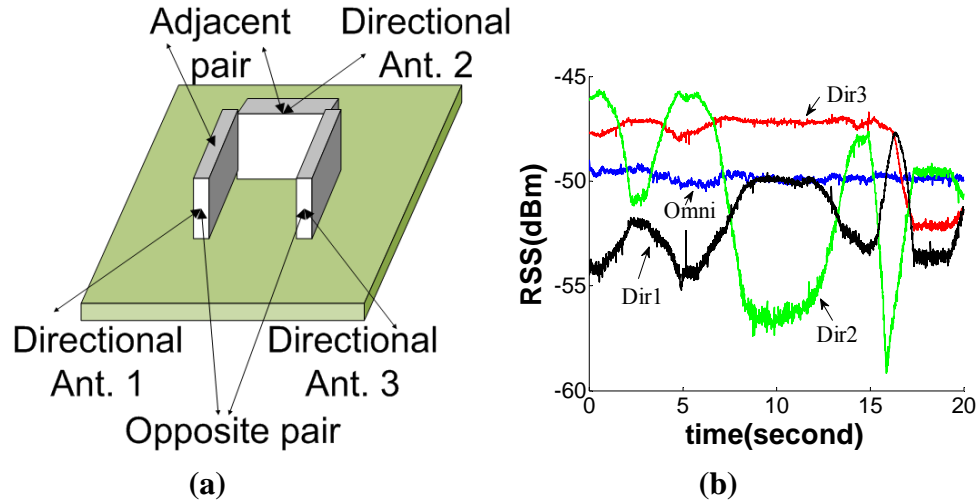 Adjacent
pair
Directional
Ant. 2
Directional
Ant. 1
Directional
Ant. 3
Opposite pair
(a)
-45
-50
-55
-60
RSS(dBm)
Dir3
Omni
Dir1
Dir2
0
5
10
15
20
time(second)
(b)